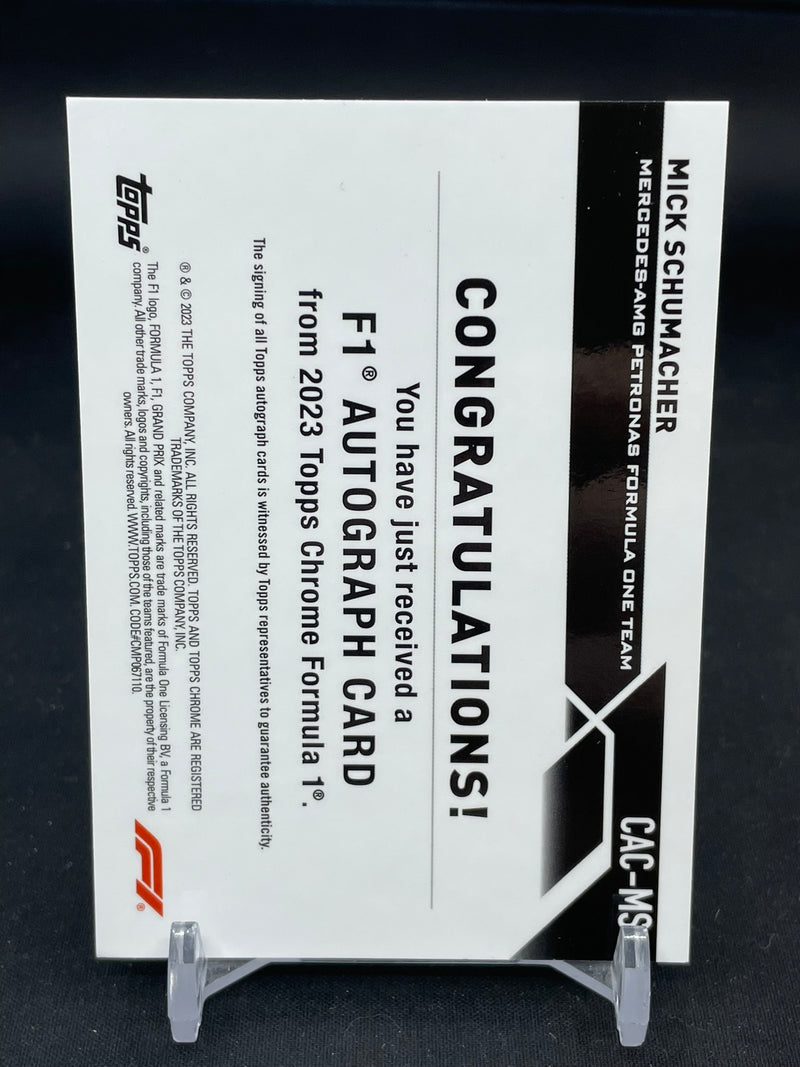 MICK SCHUMACHER
MERCEDES-AMG PETRONAS FORMULA ONE TEAM
CAC-MS
CONGRATULATIONS!
You have just received a
F1® AUTOGRAPH CARD
from 2023 Topps Chrome Formula 1®.
The signing of all Topps autograph cards is witnessed by Topps representatives to guarantee authenticity.
® & © 2023 THE TOPPS COMPANY, INC. ALL RIGHTS RESERVED. TOPPS AND TOPPS CHROME ARE REGISTERED
TRADEMARKS OF THE TOPPS COMPANY, INC.
topps®
The F1 logo, FORMULA 1, F1, GRAND PRIX and related marks are trade marks of Formula One Licensing BV, a Formula 1
company. All other trade marks, logos and copyrights, including those of the teams featured, are the property of their respective
owners. All rights reserved. WWW.TOPPS.COM. CODE#CMP067110.
F1®